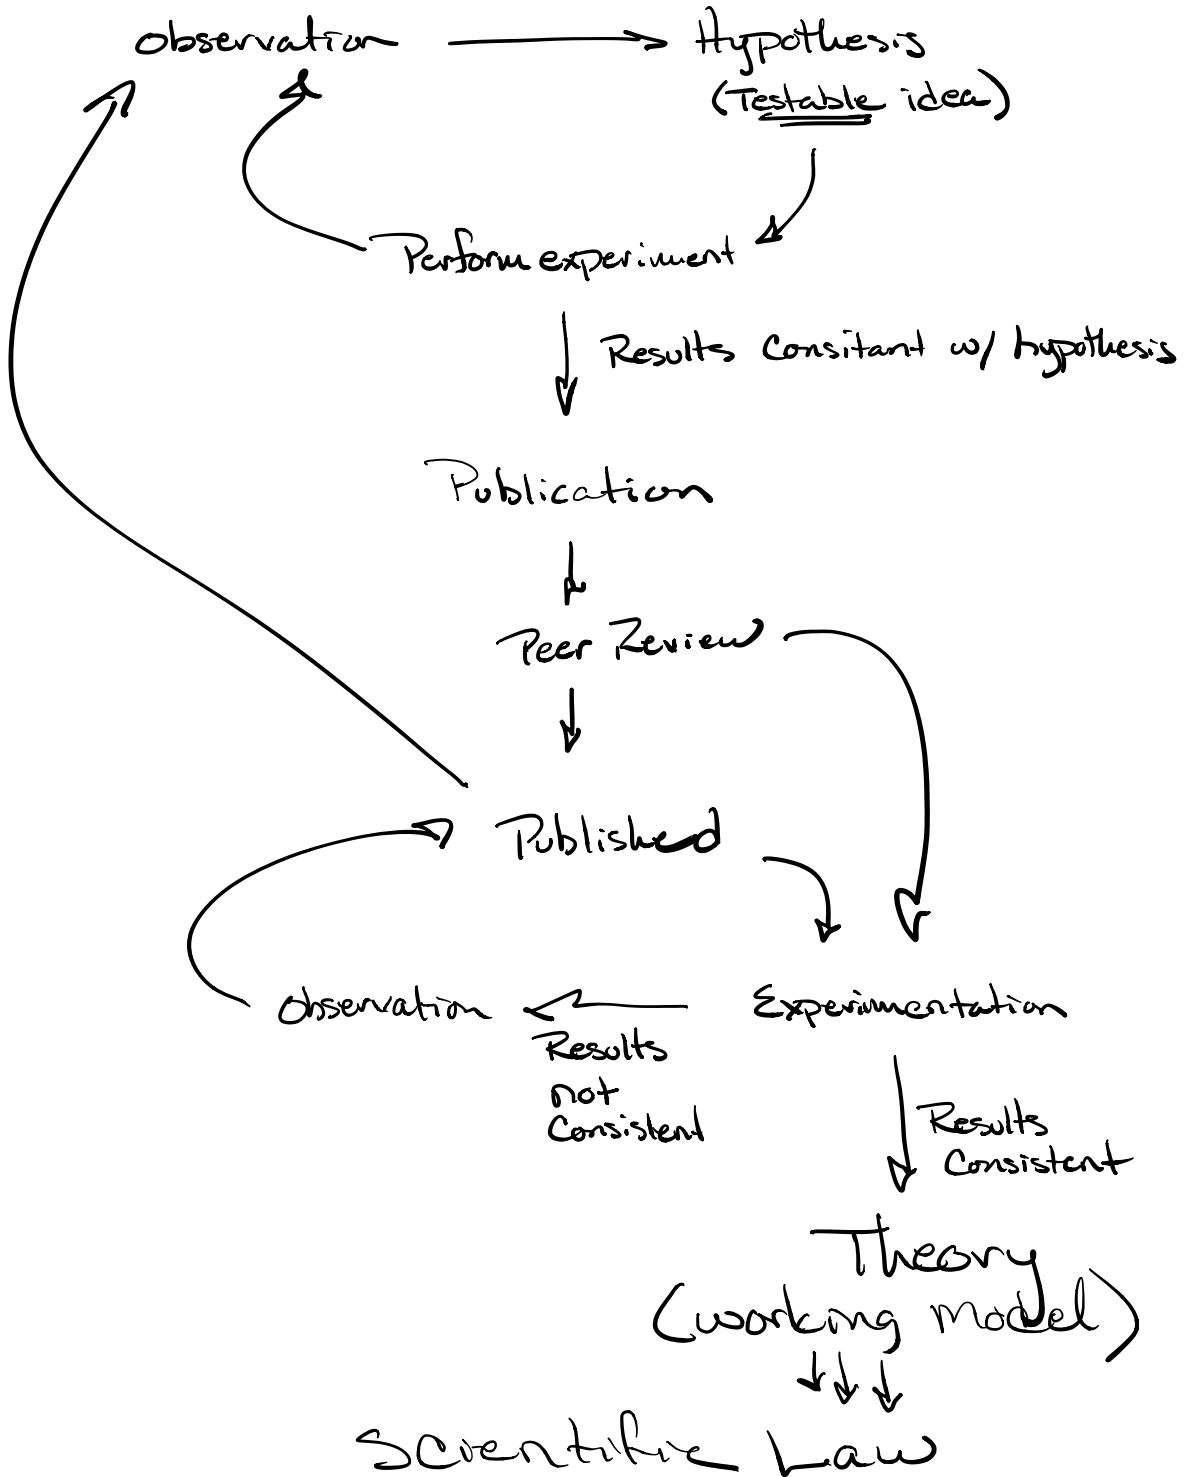 Observation
Hypothesis
(Testable idea)
Perform experiment
Results Consitant w/ hypothesis
Publication
Peer Review
Published
Observation
Experimentation
Results
not
Consistent
Results
Consistent
Theory
(working model)
Scientific Law